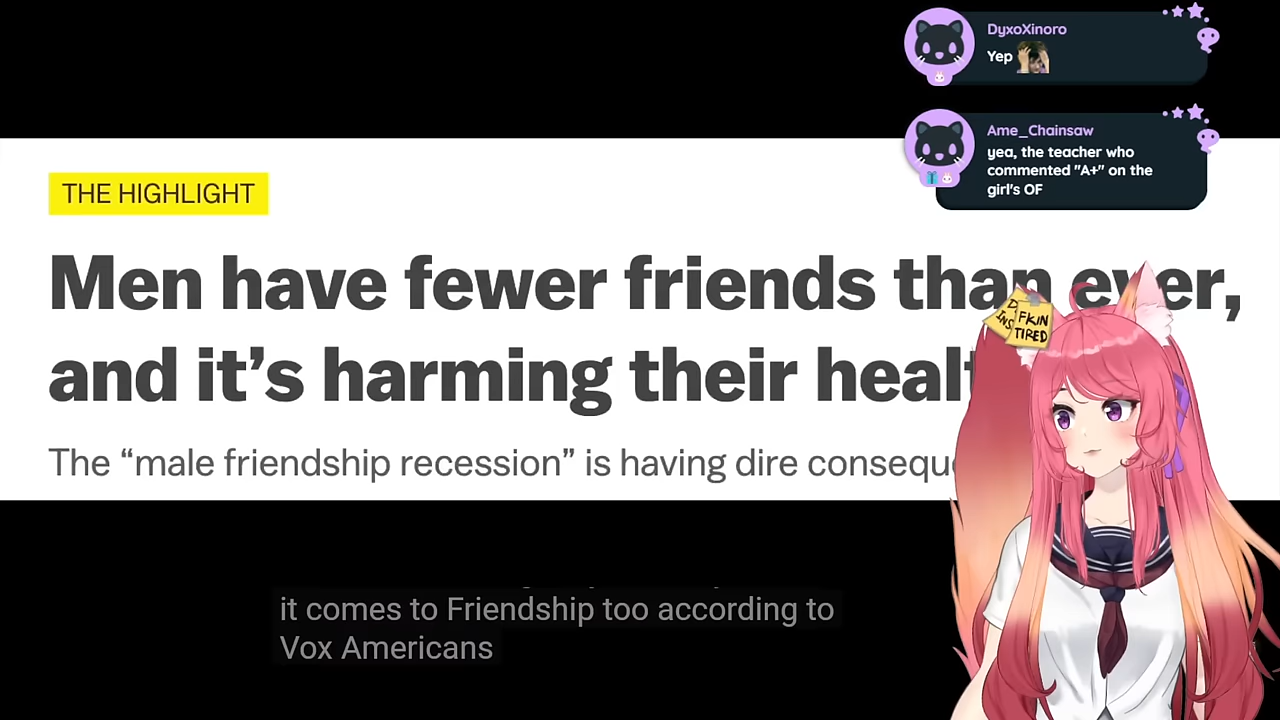 DyxoXinoro
Yep
Ame_Chainsaw
yea, the teacher who
commented "A+" on the
girl's OF
THE HIGHLIGHT
Men have fewer friends than ever,
and it's harming their healt
The “male friendship recession” is having dire consequ
FKIN
TIRED
it comes to Friendship too according to
Vox Americans